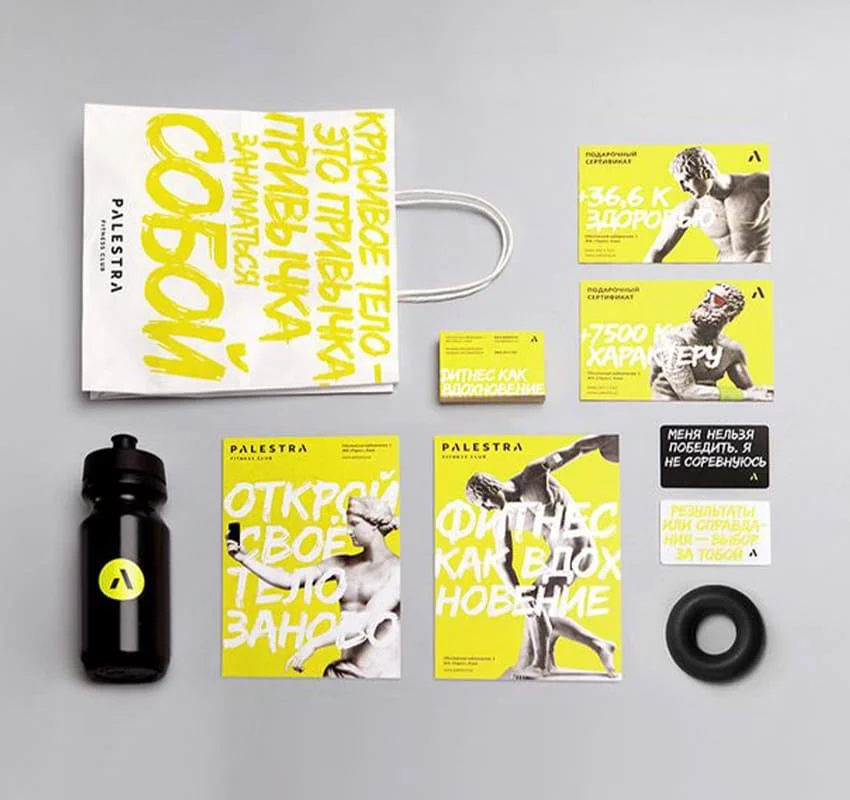 КРАСИВОЕ ТЕЛО —
ЭТО ПРИВЫЧКА.
ПРИВЫЧКА
ЗАНИМАТЬСЯ
СОБОЙ
PALESTRA
FITNESS CLUB
ПОДАРОЧНЫЙ
СЕРТИФИКАТ
+36,6 К
ЗДОРОВЬЮ
ПОДАРОЧНЫЙ
СЕРТИФИКАТ
+7500 К
ХАРАКТЕРУ
ФИТНЕС КАК
ВДОХНОВЕНИЕ
PALESTRA
FITNESS CLUB
ОТКРОЙ
СВОЁ
ТЕЛО
ЗАНОВО
PALESTRA
FITNESS CLUB
ФИТНЕС
КАК ВДОХ
НОВЕНИЕ
МЕНЯ НЕЛЬЗЯ
ПОБЕДИТЬ. Я
НЕ СОРЕВНУЮСЬ
РЕЗУЛЬТАТЫ
ИЛИ ОПРАВДА-
НИЯ — ВЫБОР
ЗА ТОБОЙ